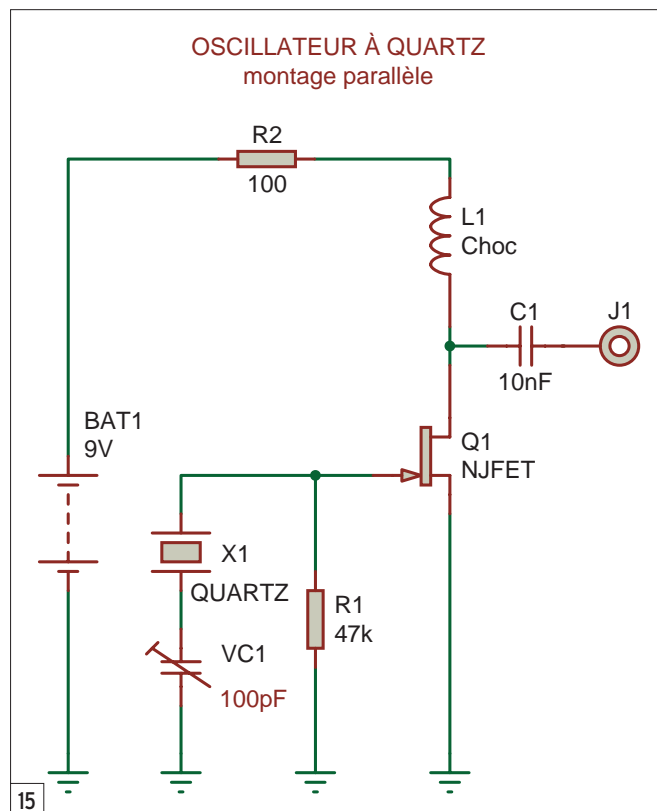 OSCILLATEUR À QUARTZ
montage parallèle
R2
100
L1
Choc
C1
J1
10nF
BAT1
9V
Q1
NJFET
X1
QUARTZ
R1
47k
VC1
100pF
15